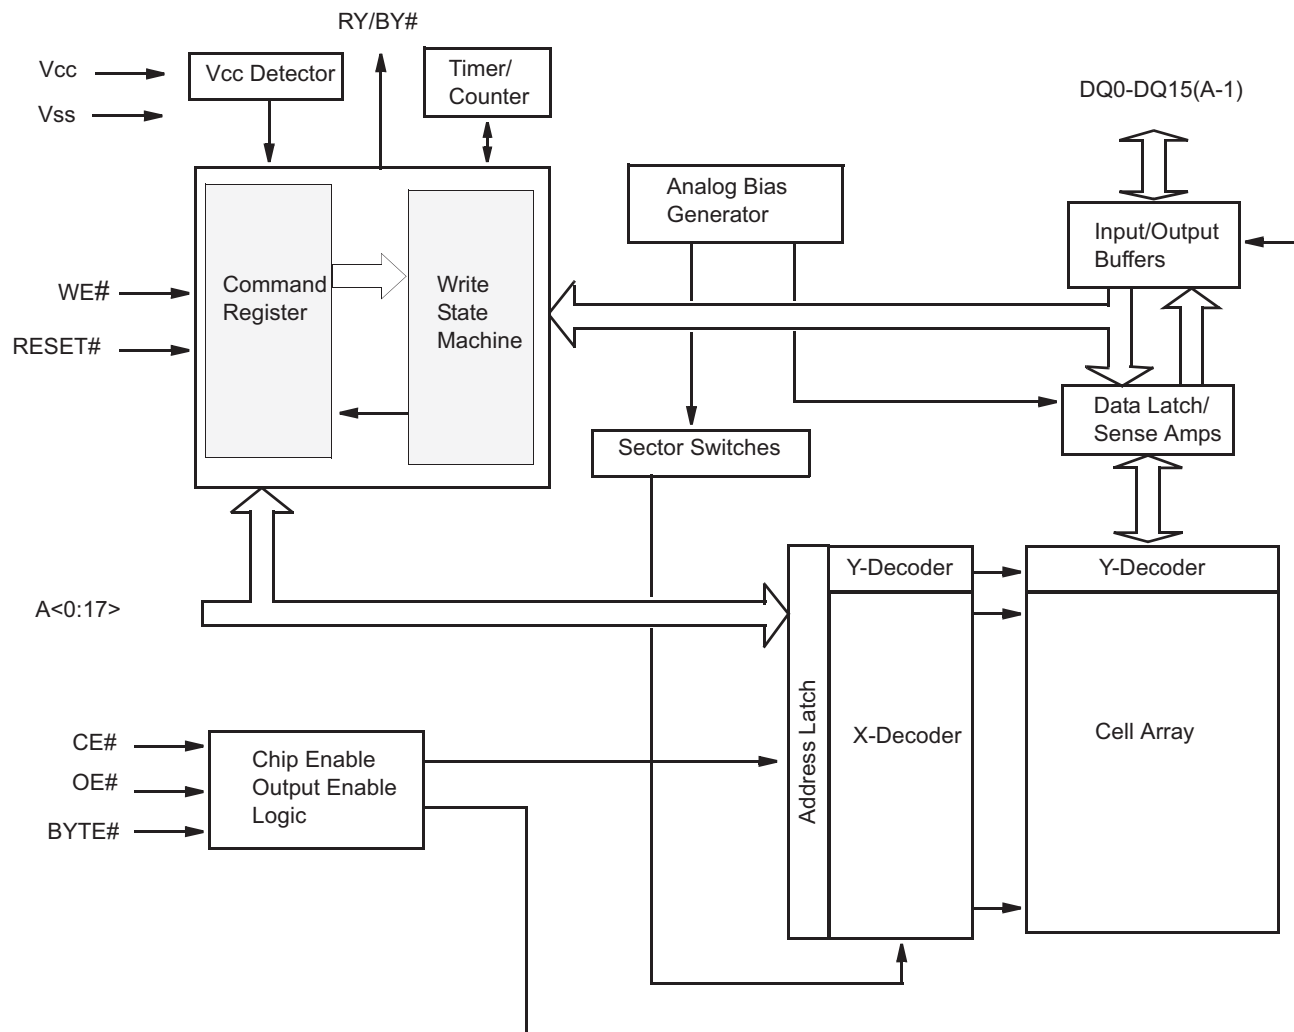 RY/BY#
Vcc
Vcc Detector
Timer/
Counter
Vss
DQ0-DQ15(A-1)
Analog Bias
Generator
Input/Output
Buffers
WE#
RESET#
Command
Register
Write
State
Machine
Data Latch/
Sense Amps
Sector Switches
A<0:17>
Y-Decoder
Y-Decoder
Address Latch
X-Decoder
Cell Array
CE#
OE#
BYTE#
Chip Enable
Output Enable
Logic